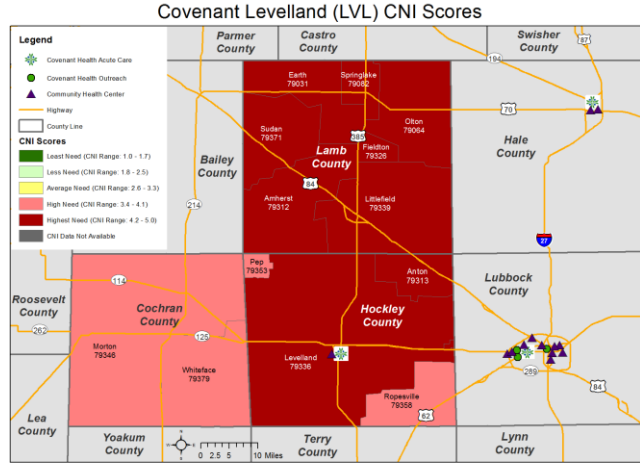 Covenant Levelland (LVL) CNI Scores
Legend
Covenant Health Acute Care
Covenant Health Outreach
Community Health Center
Highway
County Line
CNI Scores
Least Need (CNI Range: 1.0 - 1.7)
Less Need (CNI Range: 1.8 - 2.5)
Average Need (CNI Range: 2.6 - 3.3)
High Need (CNI Range: 3.4 - 4.1)
Highest Need (CNI Range: 4.2 - 5.0)
CNI Data Not Available
Parmer
County
Castro
County
Swisher
County
87
194
Earth
79031
Springlake
79082
70
Olton
79064
Sudan
79371
385
Lamb
County
Fieldton
79326
Hale
County
Bailey
County
84
Amherst
79312
Littlefield
79339
214
27
Pep
79353
Anton
79313
114
Lubbock
County
Roosevelt
County
Cochran
County
Hockley
County
262
125
Morton
79346
Whiteface
79379
Levelland
79336
289
84
Ropesville
79358
62
Lea
County
Yoakum
County
0 2.5 5 10 Miles
Terry
County
Lynn
County